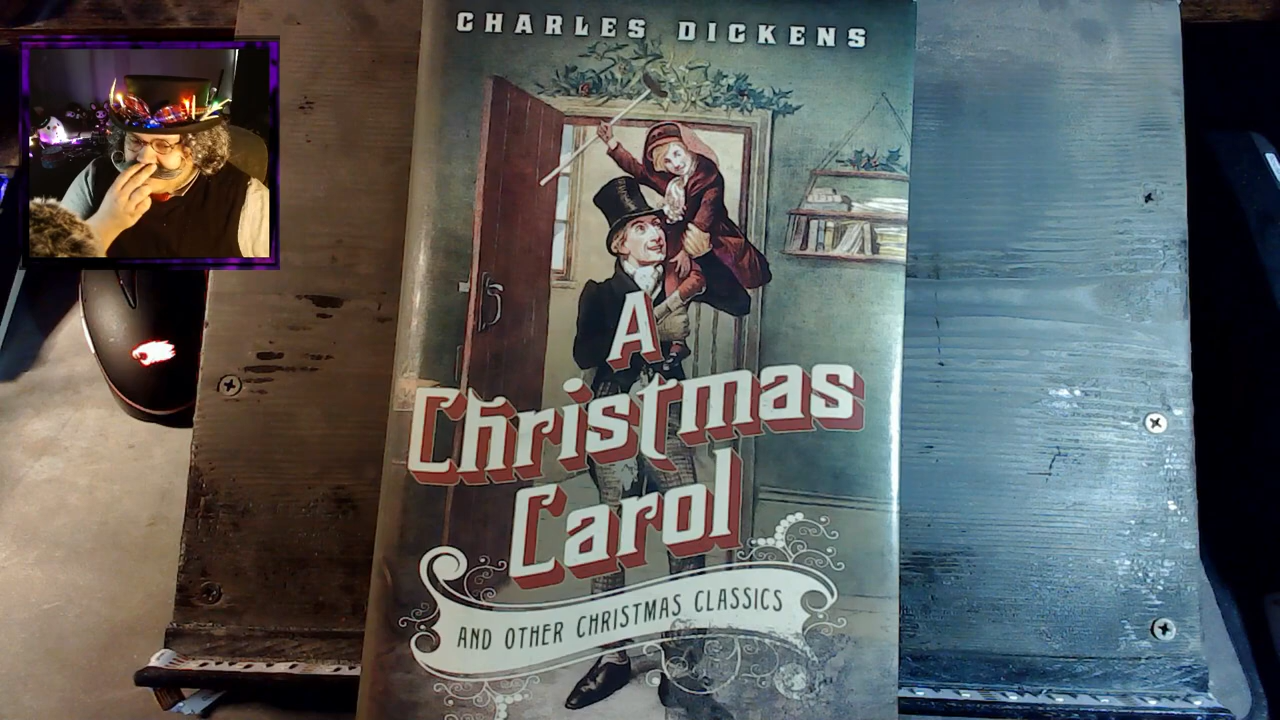 CHARLES DICKENS
A
Christmas
Carol
AND OTHER CHRISTMAS CLASSICS